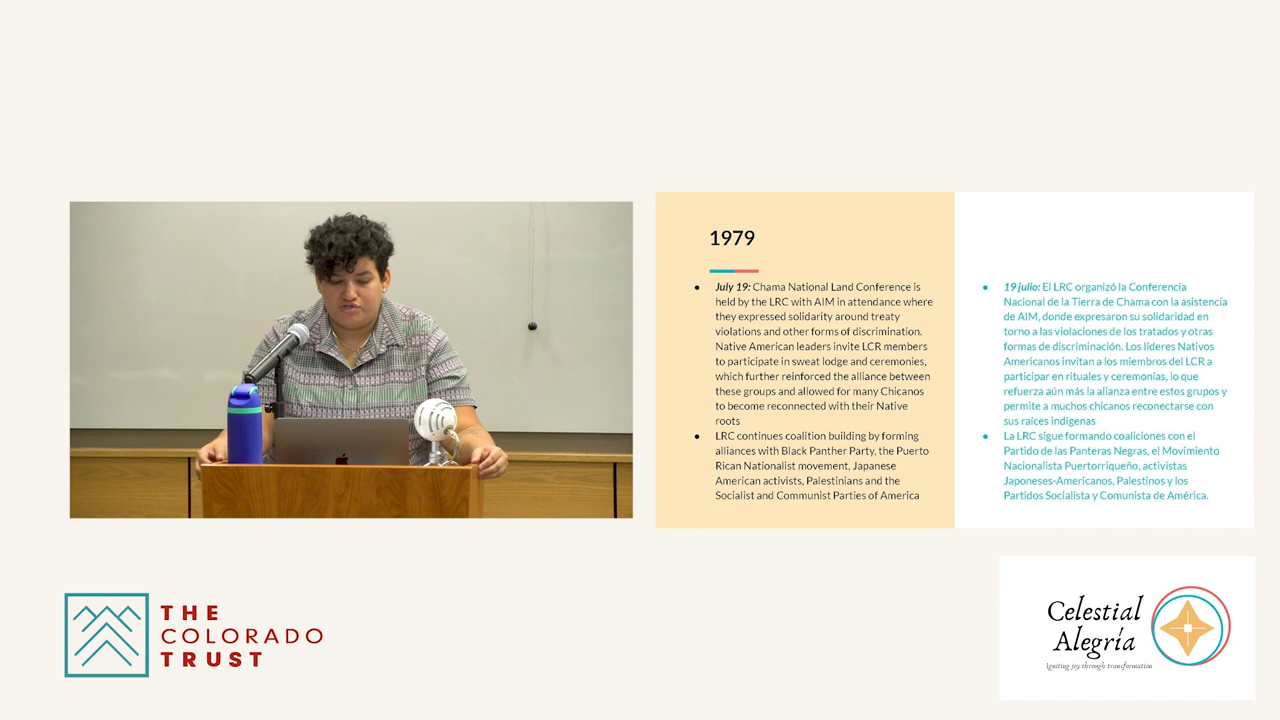 1979
July 19: Chama National Land Conference is
held by the LRC with AIM in attendance where
they expressed solidarity around treaty
violations and other forms of discrimination.
Native American leaders invite LCR members
to participate in sweat lodge and ceremonies,
which further reinforced the alliance between
these groups and allowed for many Chicanos
to become reconnected with their Native
roots
LRC continues coalition building by forming
alliances with Black Panther Party, the Puerto
Rican Nationalist movement, Japanese
American activists, Palestinians and the
Socialist and Communist Parties of America
19 julio: El LRC organizó la Conferencia
Nacional de la Tierra de Chama con la asistencia
de AIM, donde expresaron su solidaridad en
torno a las violaciones de los tratados y otras
formas de discriminación. Los líderes Nativos
Americanos invitan a los miembros del LCR a
participar en rituales y ceremonias, lo que
refuerza aún más la alianza entre estos grupos y
permite a muchos chicanos reconectarse con
sus raíces indígenas
La LRC sigue formando coaliciones con el
Partido de las Panteras Negras, el Movimiento
Nacionalista Puertorriqueño, activistas
Japoneses-Americanos, Palestinos y los
Partidos Socialista y Comunista de América.
THE
COLORADO
TRUST
Celestial
Alegría
Igniting joy through transformation